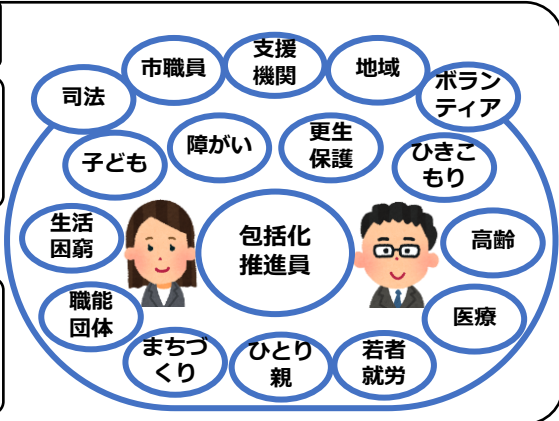 支援
機関
市職員
地域
ボラン
ティア
司法
障がい
更生
保護
子ども
ひきこ
もり
生活
困窮
包括化
推進員
高齢
職能
団体
医療
まちづ
くり
ひとり
親
若者
就労